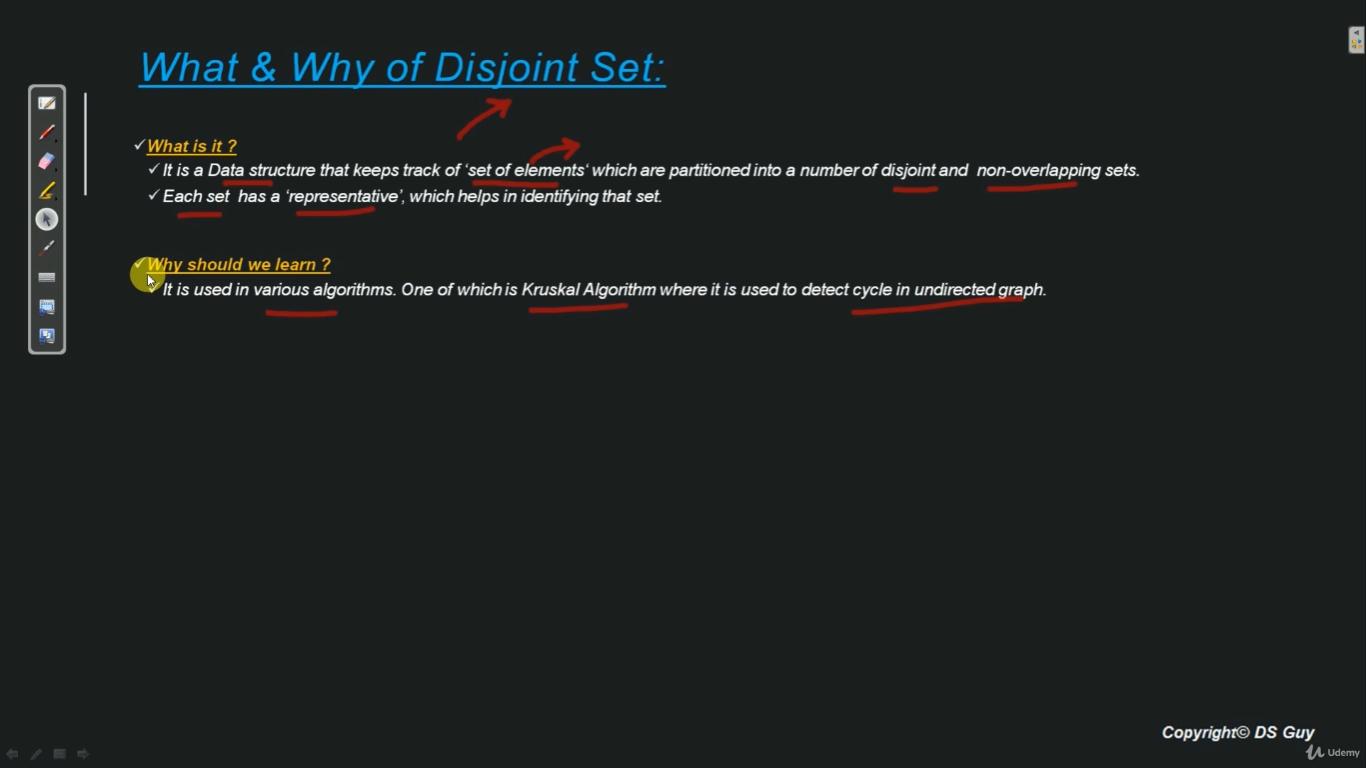 What & Why of Disjoint Set:
What is it ?
It is a Data structure that keeps track of ‘set of elements‘ which are partitioned into a number of disjoint and non-overlapping sets.
Each set has a ‘representative’, which helps in identifying that set.
Why should we learn ?
It is used in various algorithms. One of which is Kruskal Algorithm where it is used to detect cycle in undirected graph.
Copyright© DS Guy
Udemy